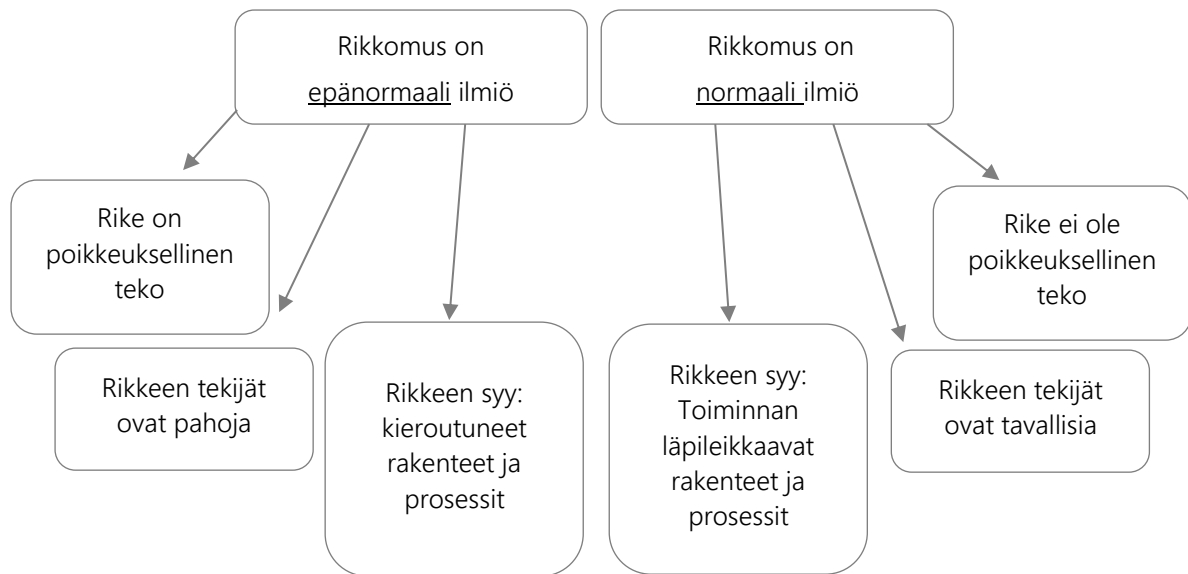 Rikkomus on
epänormaali ilmiö
Rikkomus on
normaali ilmiö
Rike on
poikkeuksellinen
teko
Rike ei ole
poikkeuksellinen
teko
Rikkeen tekijät
ovat pahoja
Rikkeen syy:
kieroutuneet
rakenteet ja
prosessit
Rikkeen syy:
Toiminnan
läpileikkaavat
rakenteet ja
prosessit
Rikkeen tekijät
ovat tavallisia